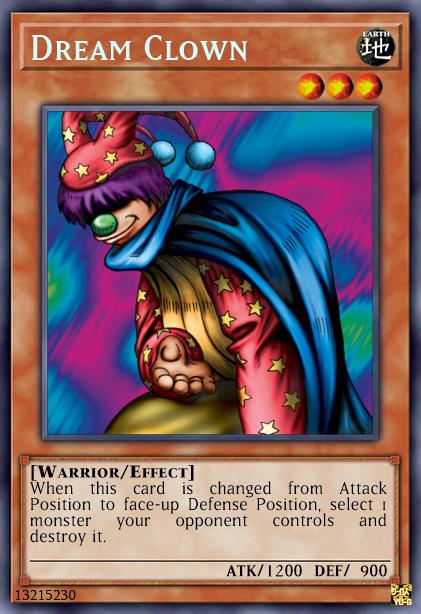 DREAM CLOWN
EARTH
地
[WARRIOR/EFFECT]
When this card is changed from Attack
Position to face-up Defense Position, select 1
monster your opponent controls and
destroy it.
ATK/1200 DEF/ 900
13215230